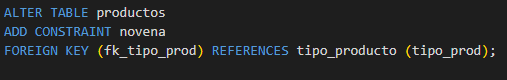 ALTER TABLE productos
ADD CONSTRAINT novena
FOREIGN KEY (fk_tipo_prod) REFERENCES tipo_producto (tipo_prod);